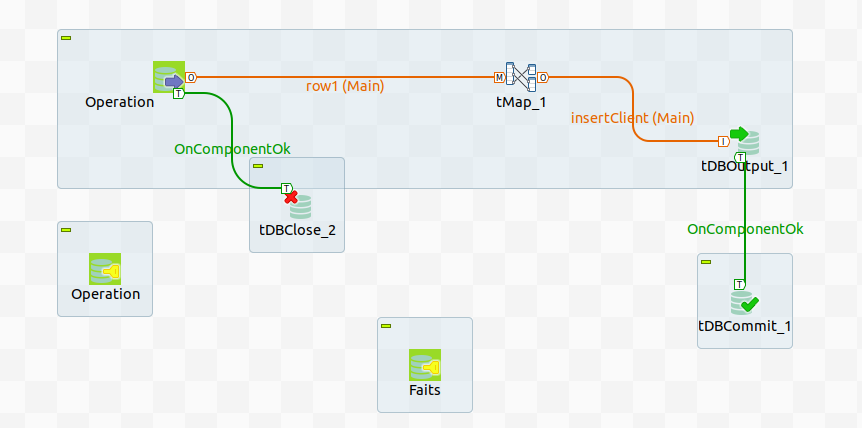 Operation
O
T
row1 (Main)
M
O
tMap_1
insertClient (Main)
I
T
tDBOutput_1
OnComponentOk
T
tDBClose_2
OnComponentOk
Operation
T
tDBCommit_1
Faits